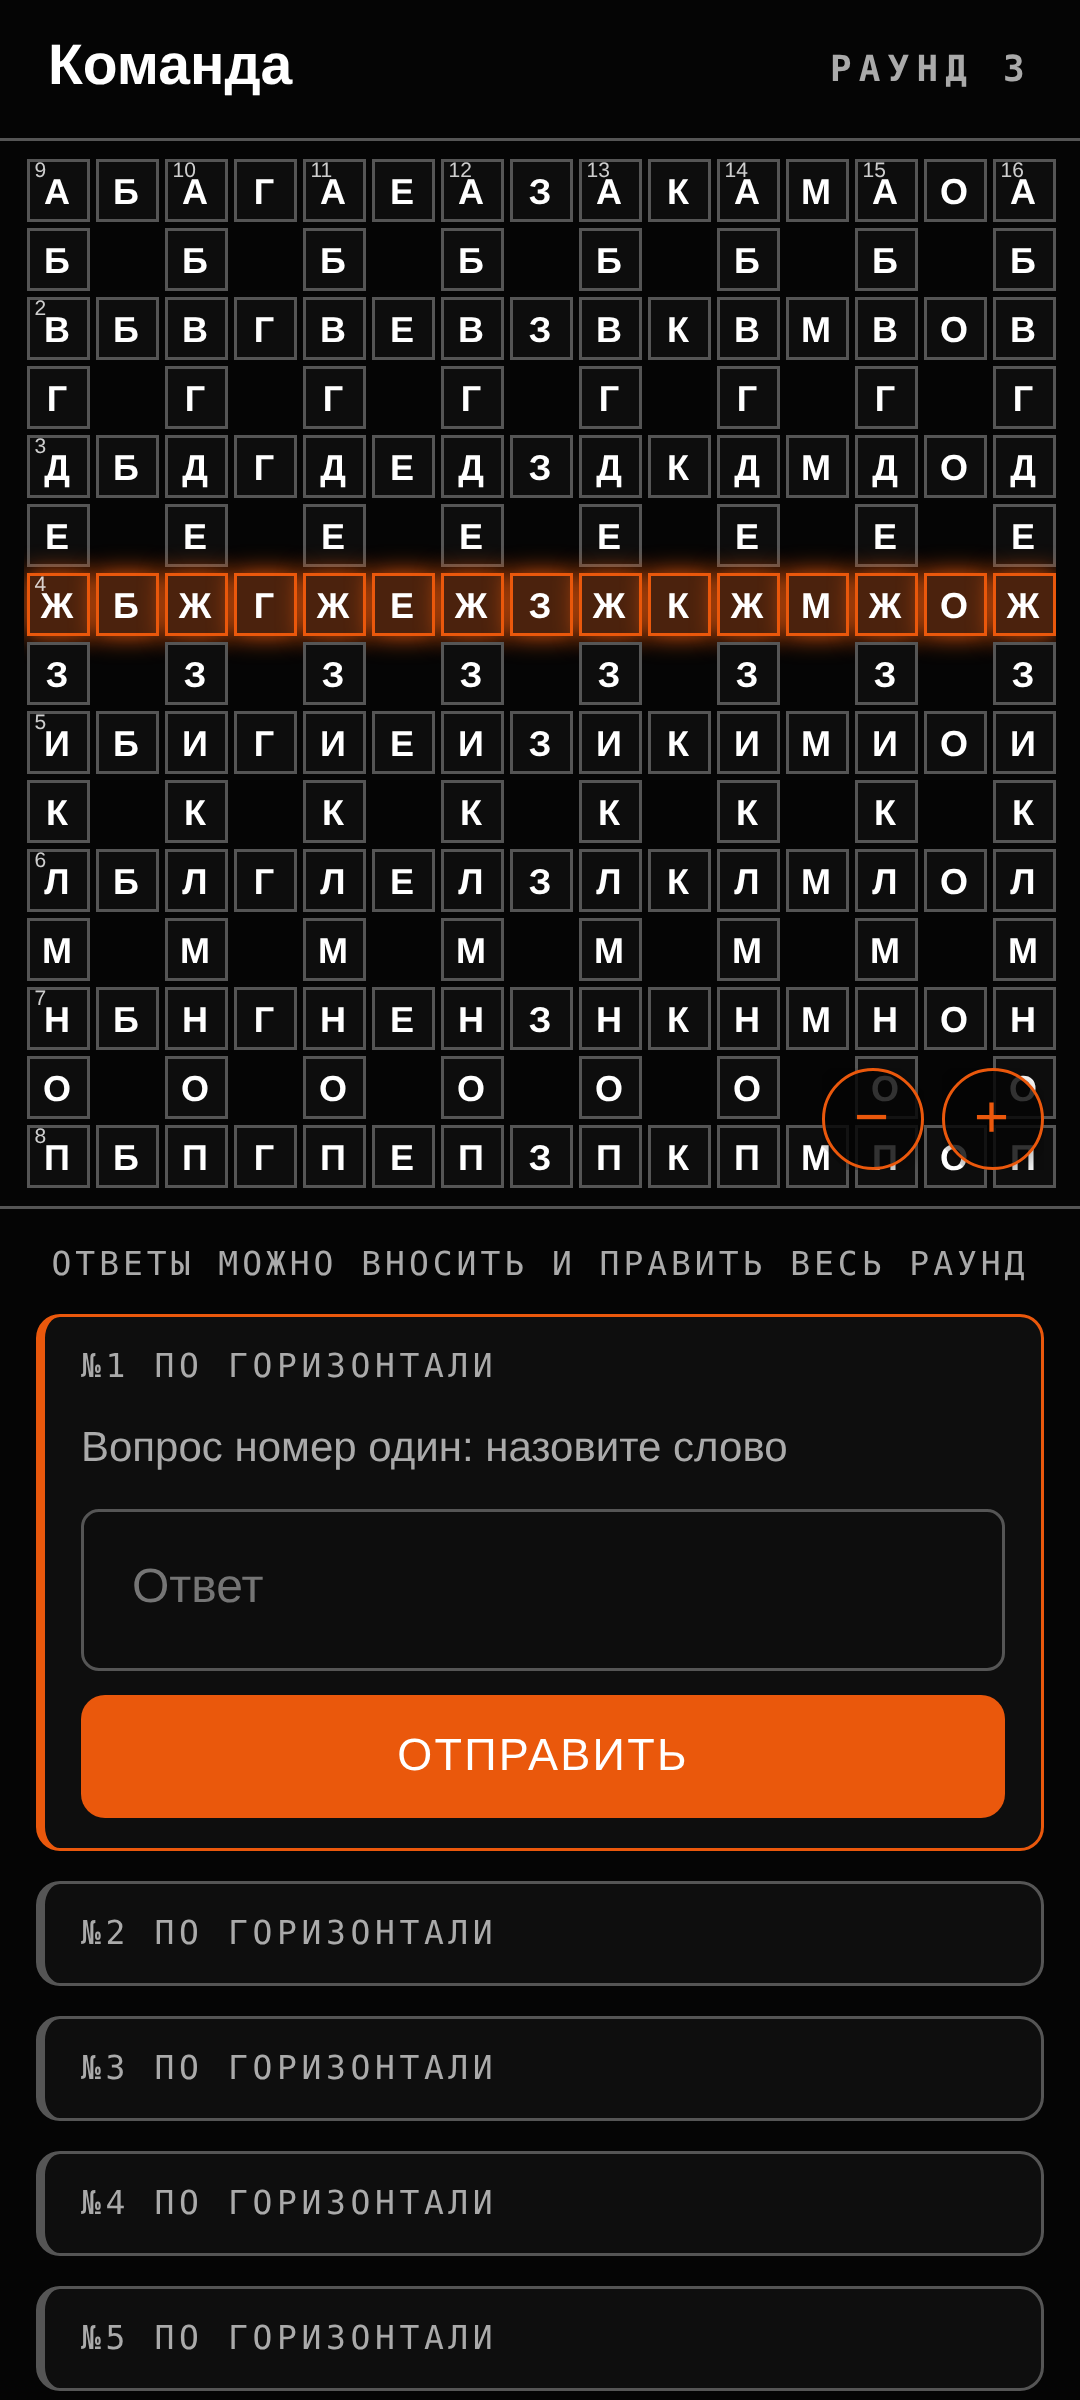 Команда
РАУНД 3
9 А Б 10 А Г 11 А Е 12 А З 13 А К 14 А М 15 А О 16 А
Б Б Б Б Б Б Б Б
2 В Б В Г В Е В З В К В М В О В
Г Г Г Г Г Г Г Г
3 Д Б Д Г Д Е Д З Д К Д М Д О Д
Е Е Е Е Е Е Е Е
4 Ж Б Ж Г Ж Е Ж З Ж К Ж М Ж О Ж
З З З З З З З З
5 И Б И Г И Е И З И К И М И О И
К К К К К К К К
6 Л Б Л Г Л Е Л З Л К Л М Л О Л
М М М М М М М М
7 Н Б Н Г Н Е Н З Н К Н М Н О Н
О О О О О О О О
− +
8 П Б П Г П Е П З П К П М П О П
ОТВЕТЫ МОЖНО ВНОСИТЬ И ПРАВИТЬ ВЕСЬ РАУНД
№1 ПО ГОРИЗОНТАЛИ
Вопрос номер один: назовите слово
Ответ
ОТПРАВИТЬ
№2 ПО ГОРИЗОНТАЛИ
№3 ПО ГОРИЗОНТАЛИ
№4 ПО ГОРИЗОНТАЛИ
№5 ПО ГОРИЗОНТАЛИ